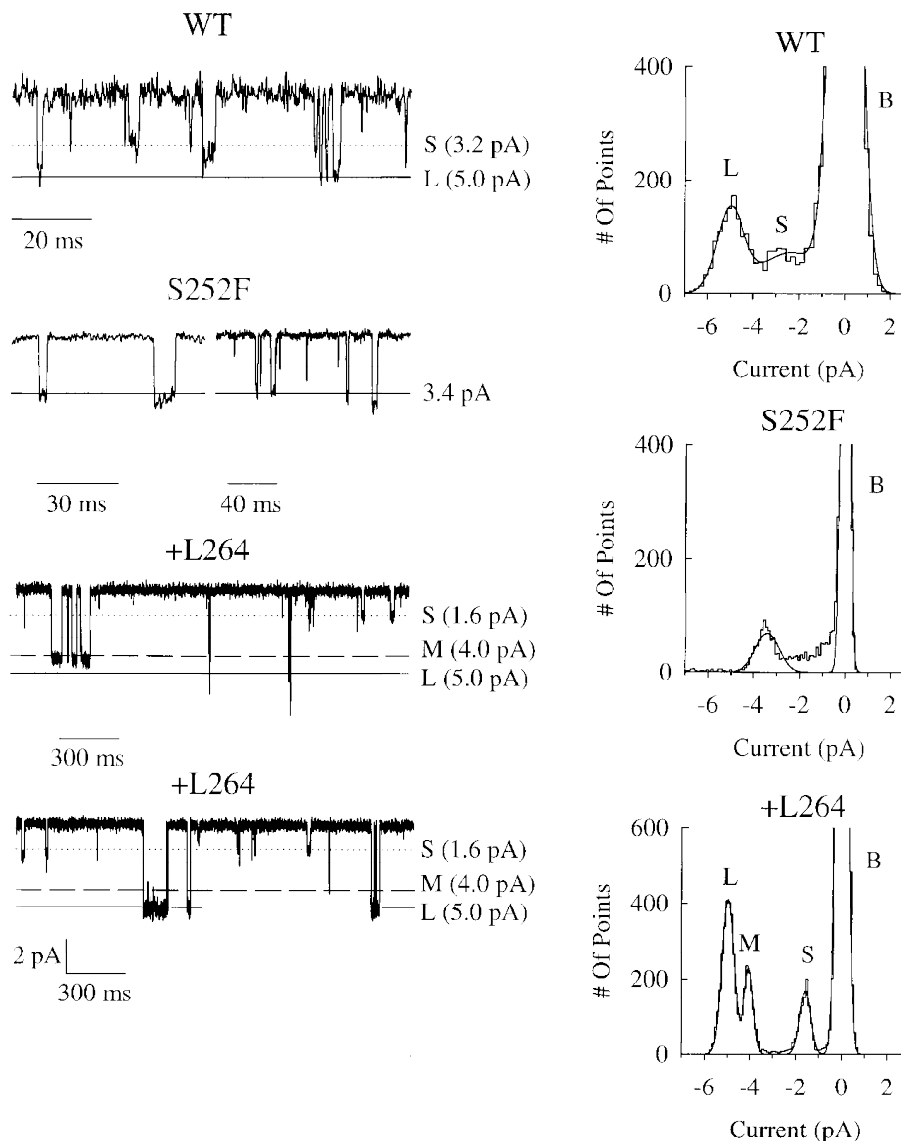 WT
S (3.2 pA)
L (5.0 pA)
20 ms
S252F
3.4 pA
30 ms
40 ms
+L264
S (1.6 pA)
M (4.0 pA)
L (5.0 pA)
300 ms
+L264
S (1.6 pA)
M (4.0 pA)
L (5.0 pA)
2 pA
300 ms
WT
400
200
0
# Of Points
L
S
B
-6 -4 -2 0 2
Current (pA)
S252F
400
200
0
# Of Points
B
-6 -4 -2 0 2
Current (pA)
+L264
600
400
200
0
# Of Points
L
M
S
B
-6 -4 -2 0 2
Current (pA)